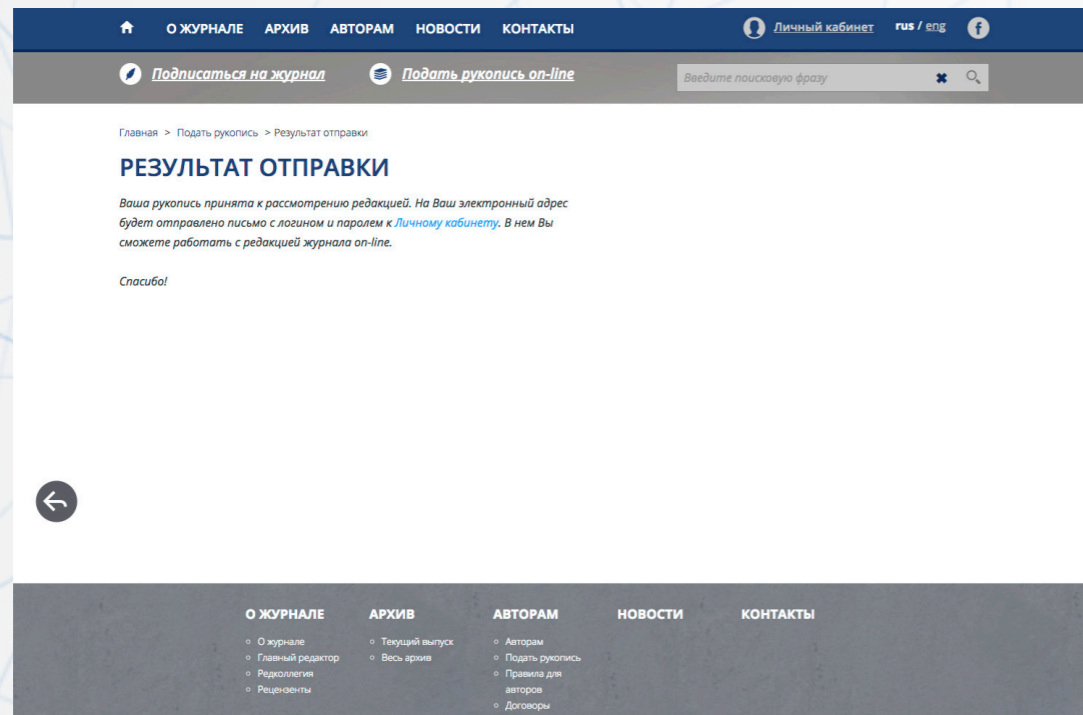 О ЖУРНАЛЕ АРХИВ АВТОРАМ НОВОСТИ КОНТАКТЫ Личный кабинет rus / eng f
Подписаться на журнал Подать рукопись on-line Введите поисковую фразу
Главная > Подать рукопись > Результат отправки
РЕЗУЛЬТАТ ОТПРАВКИ
Ваша рукопись принята к рассмотрению редакцией. На Ваш электронный адрес
будет отправлено письмо с логином и паролем к Личному кабинету. В нем Вы
сможете работать с редакцией журнала on-line.
Спасибо!
О ЖУРНАЛЕ АРХИВ АВТОРАМ НОВОСТИ КОНТАКТЫ
О журнале Текущий выпуск Авторам
Главный редактор Весь архив Подать рукопись
Редколлегия Правила для
Рецензенты авторов
Договоры